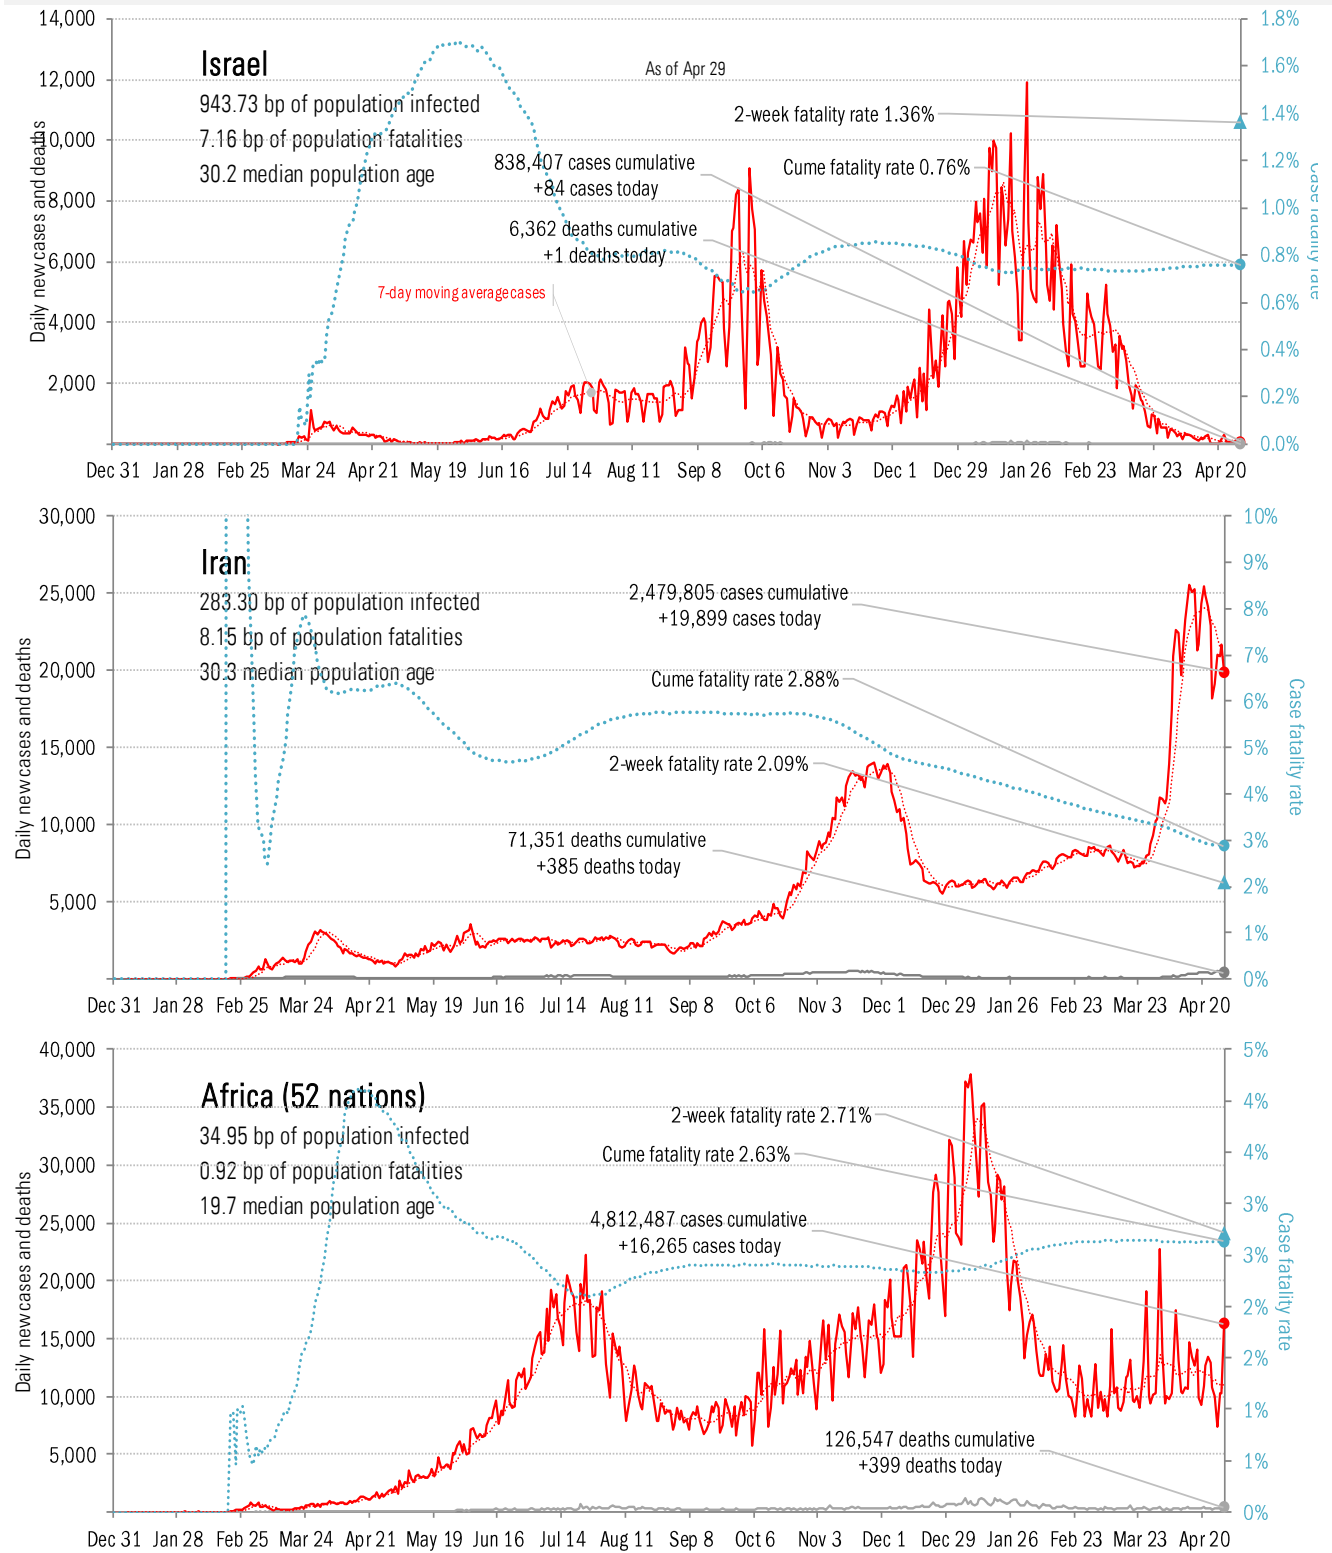 14,000
12,000
10,000
8,000
6,000
4,000
2,000
Daily new cases and deaths
Israel
943.73 bp of population infected
7.16 bp of population fatalities
30.2 median population age
As of Apr 29
2-week fatality rate 1.36%
838,407 cases cumulative
+84 cases today
Cume fatality rate 0.76%
6,362 deaths cumulative
+1 deaths today
7-day moving average cases
1.8%
1.6%
1.4%
1.2%
1.0%
0.8%
0.6%
0.4%
0.2%
0.0%
Case fatality rate
Dec 31 Jan 28 Feb 25 Mar 24 Apr 21 May 19 Jun 16 Jul 14 Aug 11 Sep 8 Oct 6 Nov 3 Dec 1 Dec 29 Jan 26 Feb 23 Mar 23 Apr 20
30,000
25,000
20,000
15,000
10,000
5,000
Daily new cases and deaths
Iran
283.30 bp of population infected
8.15 bp of population fatalities
30.3 median population age
2,479,805 cases cumulative
+19,899 cases today
Cume fatality rate 2.88%
2-week fatality rate 2.09%
71,351 deaths cumulative
+385 deaths today
10%
9%
8%
7%
6%
5%
4%
3%
2%
1%
0%
Case fatality rate
Dec 31 Jan 28 Feb 25 Mar 24 Apr 21 May 19 Jun 16 Jul 14 Aug 11 Sep 8 Oct 6 Nov 3 Dec 1 Dec 29 Jan 26 Feb 23 Mar 23 Apr 20
40,000
35,000
30,000
25,000
20,000
15,000
10,000
5,000
Daily new cases and deaths
Africa (52 nations)
34.95 bp of population infected
0.92 bp of population fatalities
19.7 median population age
2-week fatality rate 2.71%
Cume fatality rate 2.63%
4,812,487 cases cumulative
+16,265 cases today
126,547 deaths cumulative
+399 deaths today
5%
4%
4%
3%
3%
2%
2%
1%
1%
0%
Case fatality rate
Dec 31 Jan 28 Feb 25 Mar 24 Apr 21 May 19 Jun 16 Jul 14 Aug 11 Sep 8 Oct 6 Nov 3 Dec 1 Dec 29 Jan 26 Feb 23 Mar 23 Apr 20